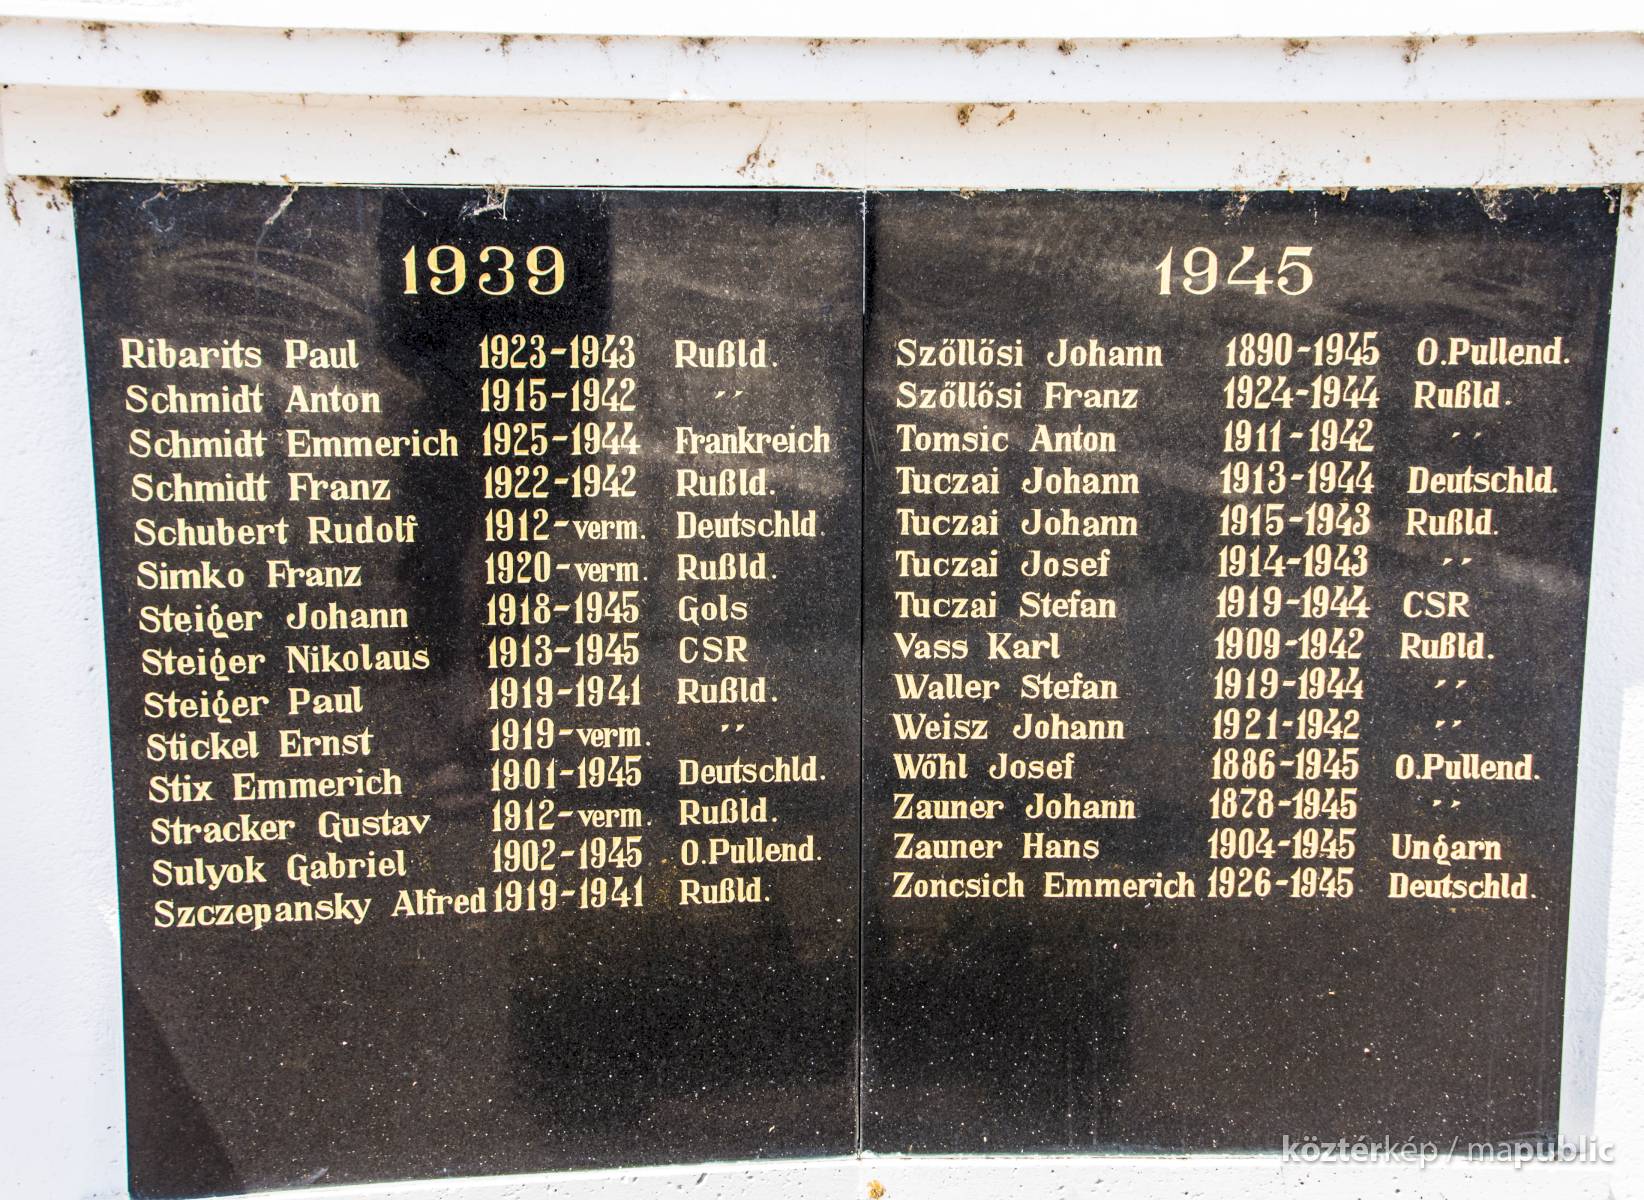 1939
Ribarits Paul 1923-1943 Rußld.
Schmidt Anton 1915-1942 ״
Schmidt Emmerich 1925-1944 Frankreich
Schmidt Franz 1922-1942 Rußld.
Schubert Rudolf 1912-verm. Deutschld.
Simko Franz 1920-verm. Rußld.
Steiger Johann 1918-1945 Gols
Steiger Nikolaus 1913-1945 CSR
Steiger Paul 1919-1941 Rußld.
Stickel Ernst 1919-verm. ״
Stix Emmerich 1901-1945 Deutschld.
Stracker Gustav 1912-verm. Rußld.
Sulyok Gabriel 1902-1945 O.Pullend.
Szczepansky Alfred 1919-1941 Rußld.
1945
Szőllősi Johann 1890-1945 O.Pullend.
Szőllősi Franz 1924-1944 Rußld.
Tomsic Anton 1911-1942 ״
Tuczai Johann 1913-1944 Deutschld.
Tuczai Johann 1915-1943 Rußld.
Tuczai Josef 1914-1943 ״
Tuczai Stefan 1919-1944 CSR
Vass Karl 1909-1942 Rußld.
Waller Stefan 1919-1944 ״
Weisz Johann 1921-1942 ״
Wőhl Josef 1886-1945 O.Pullend.
Zauner Johann 1878-1945 ״
Zauner Hans 1904-1945 Ungarn
Zoncsich Emmerich 1926-1945 Deutschld.
köztérkép / mapublic